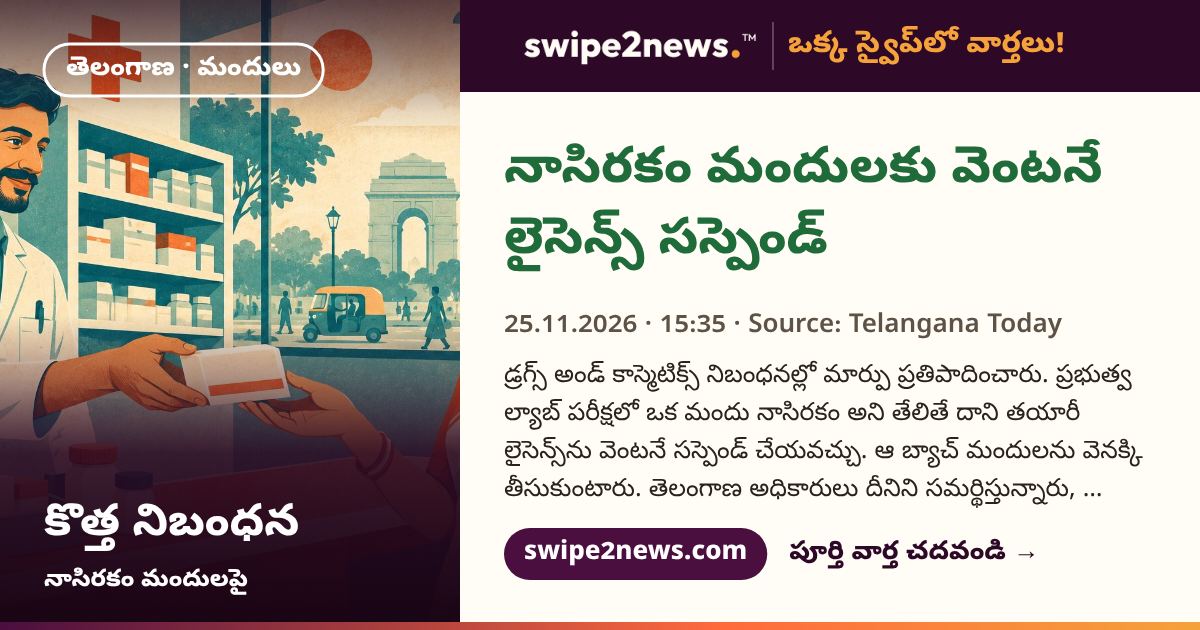 తెలంగాణ · మందులు
swipe2news.™ ఒక్క స్వైప్‌లో వార్తలు!
నాసిరకం మందులకు వెంటనే
లైసెన్స్ సస్పెండ్
25.11.2026 · 15:35 · Source: Telangana Today
డ్రగ్స్ అండ్ కాస్మెటిక్స్ నిబంధనల్లో మార్పు ప్రతిపాదించారు. ప్రభుత్వ
ల్యాబ్ పరీక్షలో ఒక మందు నాసిరకం అని తేలితే దాని తయారీ
లైసెన్స్‌ను వెంటనే సస్పెండ్ చేయవచ్చు. ఆ బ్యాచ్ మందులను వెనక్కి
తీసుకుంటారు. తెలంగాణ అధికారులు దీనిని సమర్థిస్తున్నారు, ...
కొత్త నిబంధన
నాసిరకం మందులపై
swipe2news.com పూర్తి వార్త చదవండి →